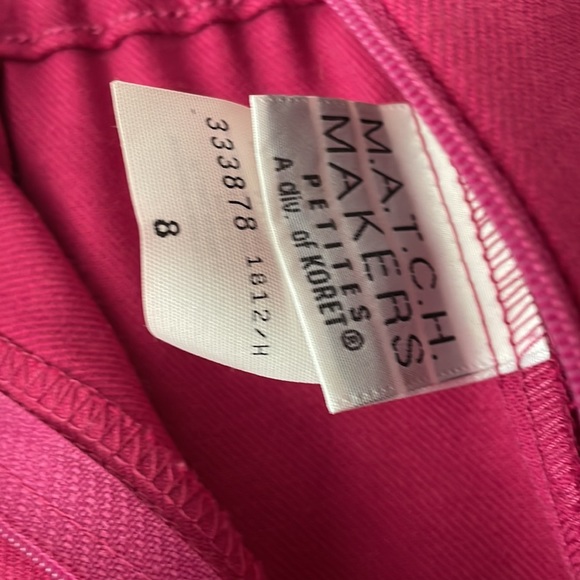 M.A.T.C.H.
MAKERS
PETITES®
A div. of KORET
333878 1812/H
8